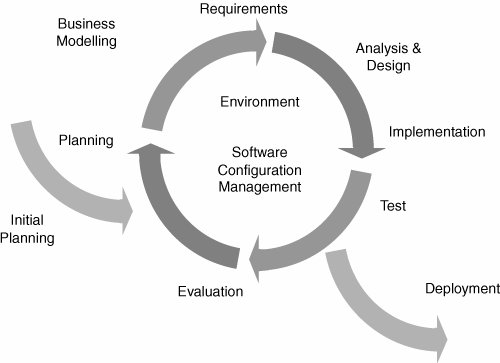 Requirements
Business
Modelling
Analysis &
Design
Environment
Implementation
Planning
Software
Configuration
Management
Test
Initial
Planning
Evaluation
Deployment